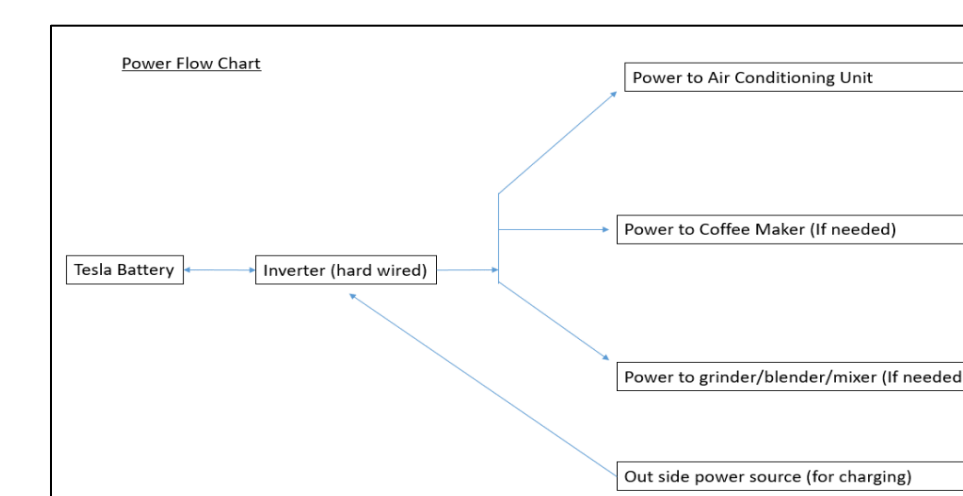 Power Flow Chart
Power to Air Conditioning Unit
Power to Coffee Maker (If needed)
Tesla Battery
Inverter (hard wired)
Power to grinder/blender/mixer (If needed
Out side power source (for charging)